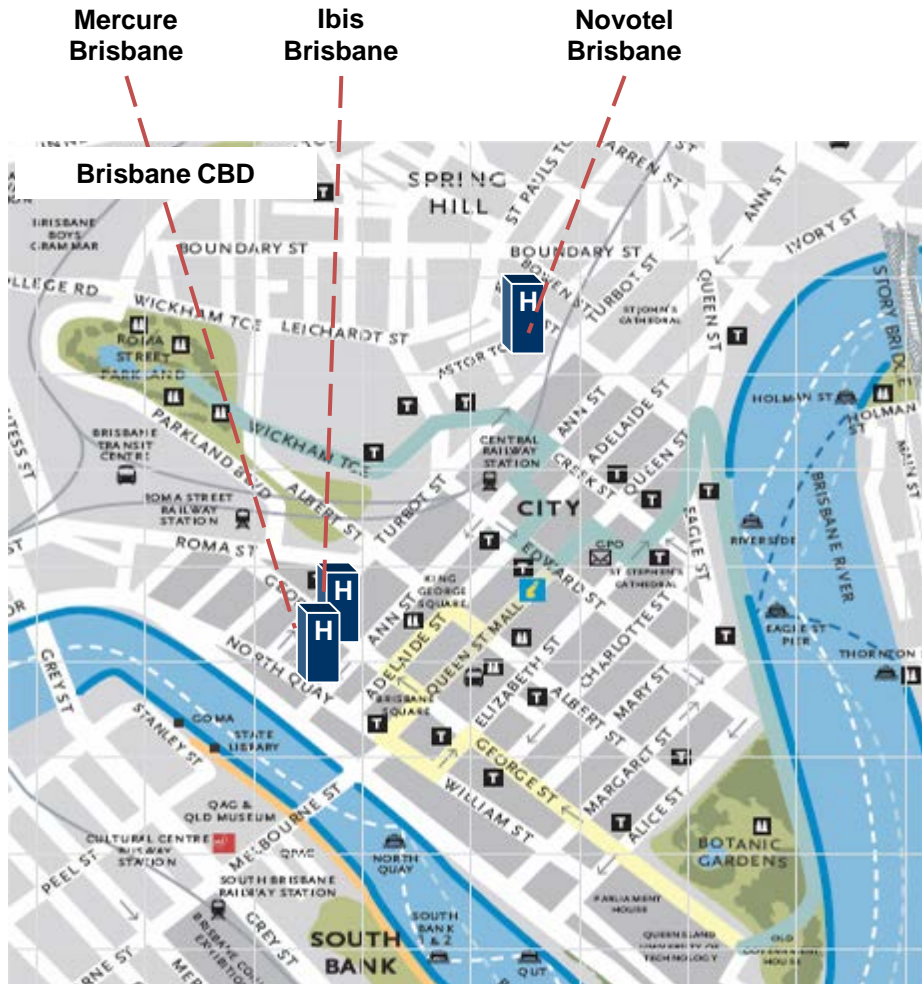 Mercure
Brisbane
Ibis
Brisbane
Novotel
Brisbane
Brisbane CBD
SPRING
HILL
ST PAULS TCE
WARREN ST
ANN ST
IVORY ST
BRISBANE
BOYS
GRAMMAR
BOUNDARY ST
BOUNDARY ST
BOWEN ST
TURBOT ST
QUEEN ST
STORY BRIDGE
OLLEGE RD
WICKHAM TCE
LEICHARDT ST
H
ST JOHN'S
CATHEDRAL
ROMA
STREET
PARKLAND
ASTOR TCE
HOLMAN ST
HOLMAN
ST
MAIN ST
BRISBANE
TRANSIT
CENTRE
PARKLAND BLVD
WICKHAM TCE
ALBERT ST
TURBOT ST
CENTRAL
RAILWAY
STATION
ANN ST
ADELAIDE ST
CREEK ST
QUEEN ST
BRISBANE RIVER
ROMA STREET
RAILWAY
STATION
CITY
EAGLE ST
RIVERSIDE
ROMA ST
GPO
ST STEPHEN'S
CATHEDRAL
EDWARD ST
KING
GEORGE
SQUARE
i
H
H
ANN ST
ADELAIDE ST
QUEEN ST MALL
CHARLOTTE ST
EAGLE ST
PIER
NORTH QUAY
THORNTON
GREY ST
ELIZABETH ST
ALBERT ST
MARY ST
BRISBANE
SQUARE
STANLEY ST
GOMA
STATE
LIBRARY
GEORGE ST
MARGARET ST
WILLIAM ST
ALICE ST
QAG &
QLD MUSEUM
MELBOURNE ST
CULTURAL CENTRE
BUSWAY
STATION
QPAC
NORTH
QUAY
BOTANIC
GARDENS
PEEL ST
SOUTH BRISBANE
RAILWAY STATION
GREY ST
PARLIAMENT
HOUSE
SOUTH
BANK
SOUTH
BANK
1 & 2
QUT
QUEENSLAND
UNIVERSITY OF
TECHNOLOGY
OLD
GOVERNMENT
HOUSE